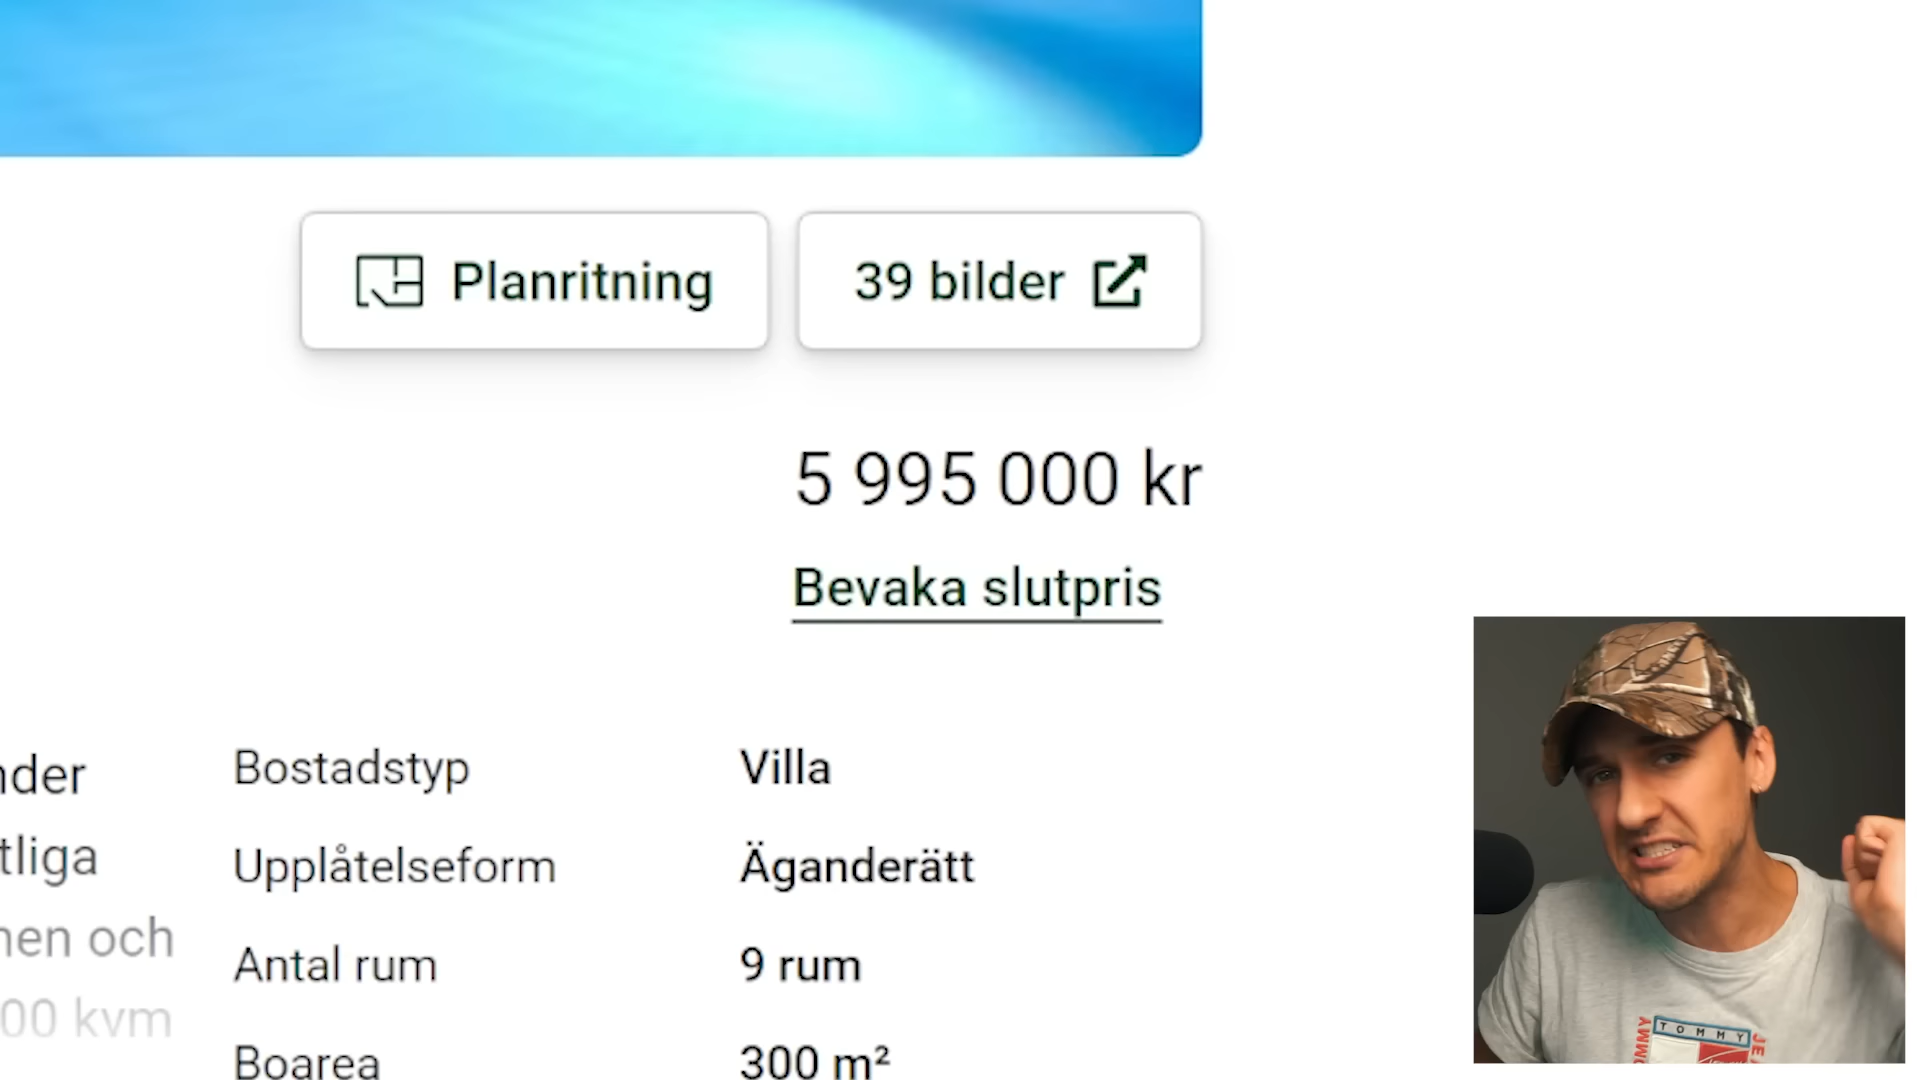 Planritning
39 bilder
5 995 000 kr
Bevaka slutpris
nder
tliga
nen och
00 kvm
Bostadstyp Villa
Upplåtelseform Äganderätt
Antal rum 9 rum
Boarea 300 m²
TOMMY